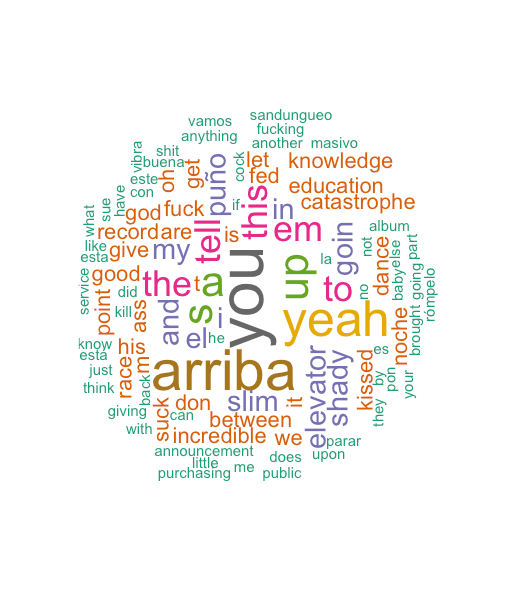 sandungueo
vamos
fucking
anything
another
masivo
shit
vibra
buena
cock
let
knowledge
oh
get
puño
fed
este
education
con
if
catastrophe
have
sue
god
fuck
this
in
what
record
are
tell
em
goin
album
like
give
my
is
not
else
part
esta
the
you
up
la
dance
good
a
to
baby
going
service
did
t
no
brought
rómpelo
point
kill
ass
and
s
i
yeah
noche
know
his
el
he
es
esta
m
arriba
elevator
shady
kissed
just
race
by
pon
your
think
back
slim
it
they
giving
suck
don
can
between
with
incredible
we
parar
announcement
does
upon
little
me
purchasing
public